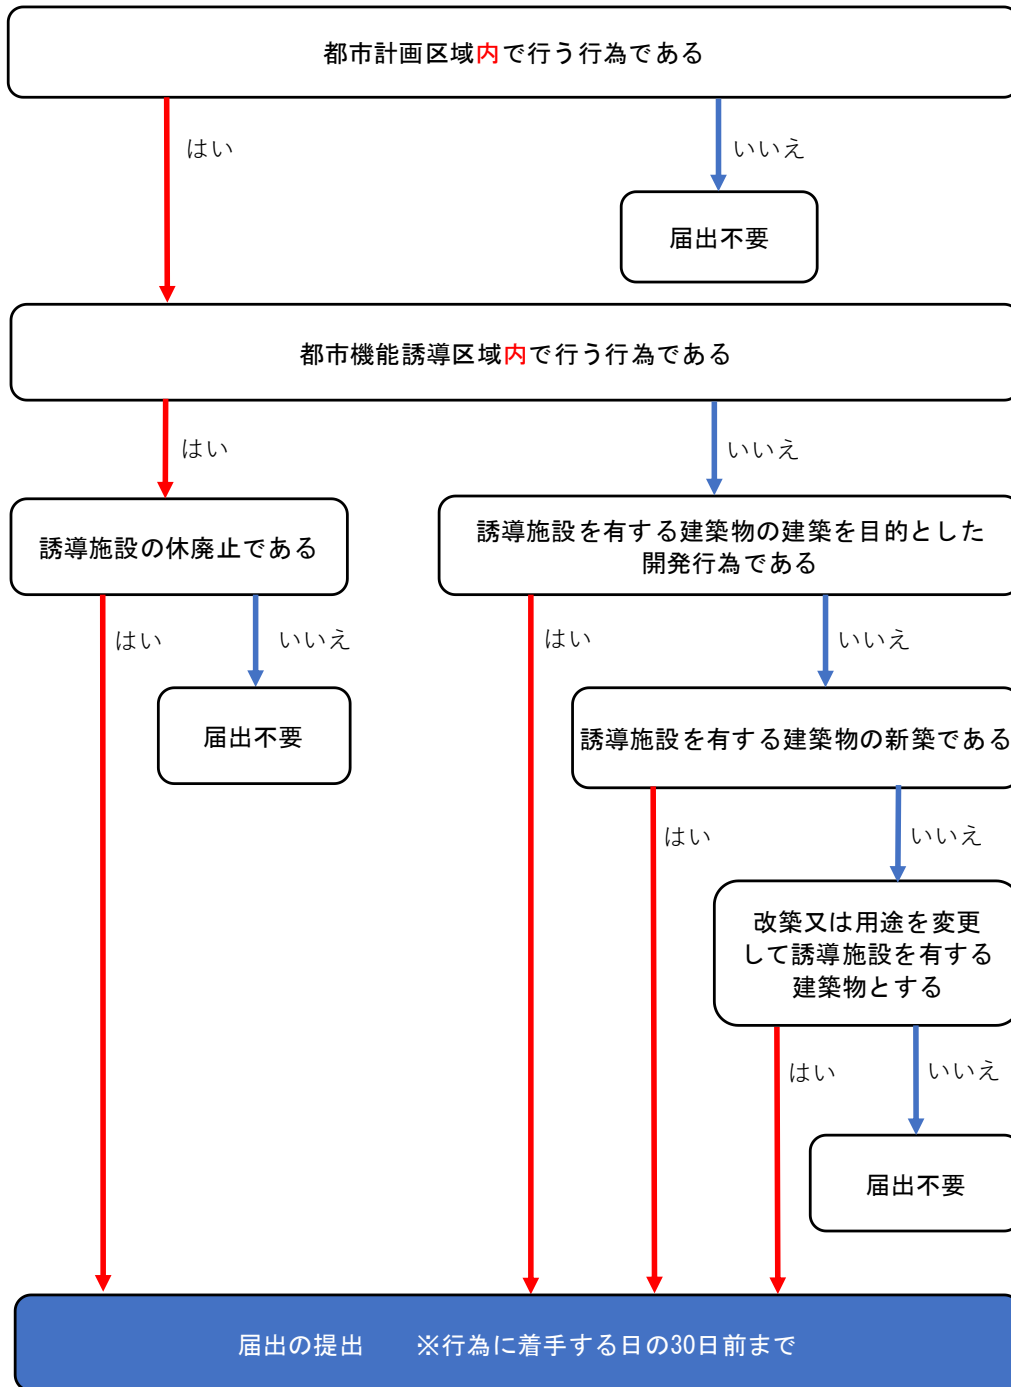 都市計画区域内で行う行為である
はい
いいえ
届出不要
都市機能誘導区域内で行う行為である
はい
いいえ
誘導施設の休廃止である
誘導施設を有する建築物の建築を目的とした
開発行為である
はい
いいえ
はい
いいえ
届出不要
誘導施設を有する建築物の新築である
はい
いいえ
改築又は用途を変更
して誘導施設を有する
建築物とする
はい
いいえ
届出不要
届出の提出　　※行為に着手する日の30日前まで